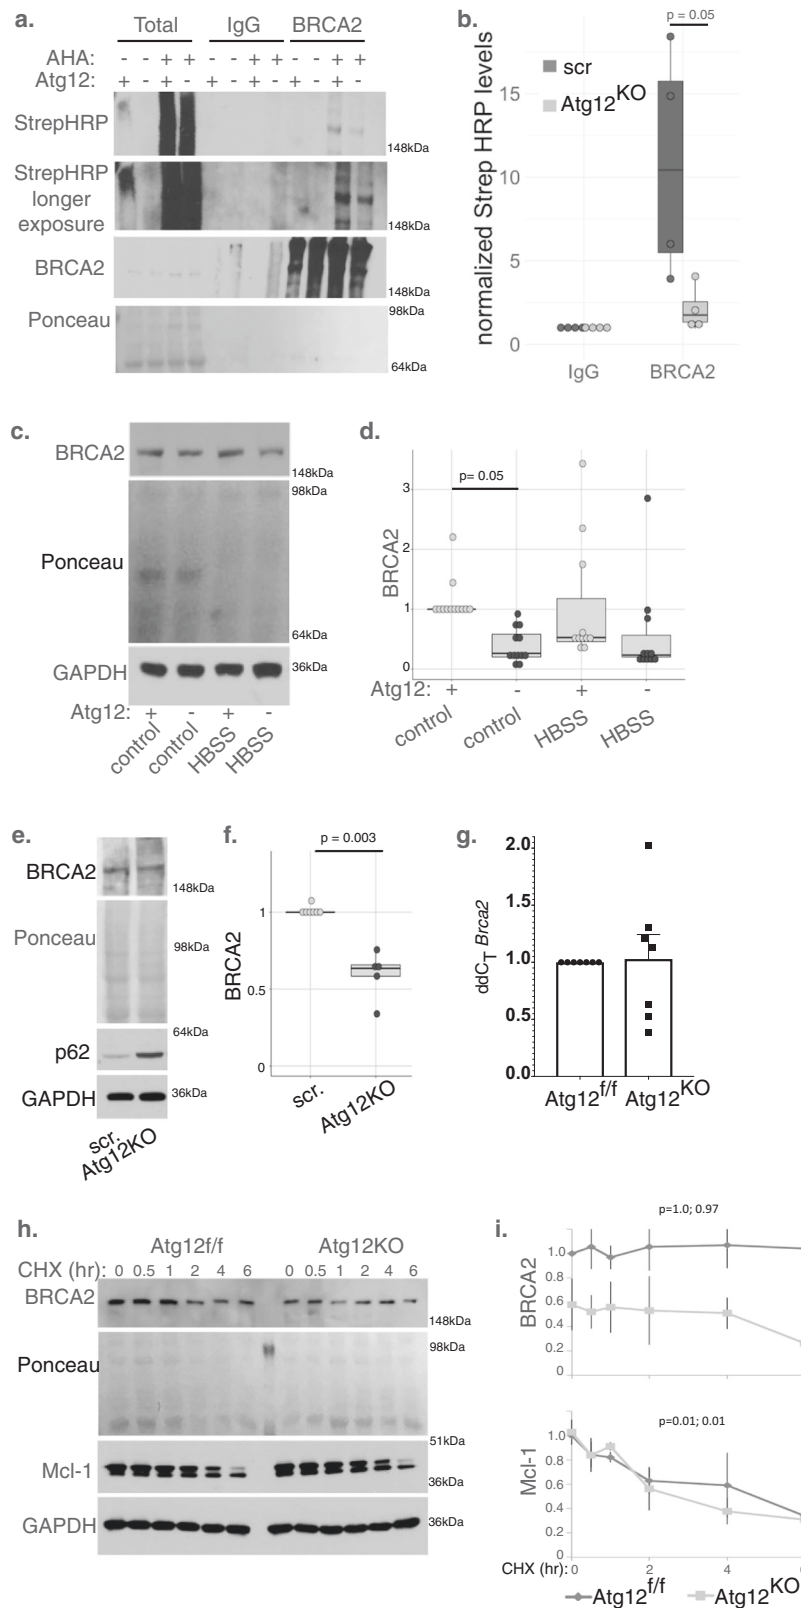 a.
Total IgG BRCA2
AHA: - - + + - - + + - - + +
Atg12: + - + - + - + - + - + -
StrepHRP
148kDa
StrepHRP
longer
exposure
148kDa
BRCA2
148kDa
98kDa
Ponceau
64kDa
b.
p = 0.05
scr
Atg12KO
normalized Strep HRP levels
15
10
5
0
IgG BRCA2
c.
BRCA2
148kDa
98kDa
Ponceau
64kDa
GAPDH
36kDa
Atg12: + - + -
control control HBSS HBSS
d.
p= 0.05
BRCA2
3
2
1
0
Atg12: + - + -
control control HBSS HBSS
e.
BRCA2
148kDa
Ponceau
98kDa
64kDa
p62
GAPDH
36kDa
scr.
Atg12KO
f.
p = 0.003
BRCA2
1
0.5
0
scr. Atg12KO
g.
ddCT Brca2
2.0
1.5
1.0
0.5
0.0
Atg12f/f Atg12KO
h.
Atg12f/f Atg12KO
CHX (hr): 0 0.5 1 2 4 6 0 0.5 1 2 4 6
BRCA2
148kDa
98kDa
Ponceau
51kDa
Mcl-1
36kDa
GAPDH
36kDa
i.
p=1.0; 0.97
BRCA2
1.0
0.8
0.6
0.4
0.2
0
p=0.01; 0.01
Mcl-1
1.0
0.8
0.6
0.4
0.2
0
CHX (hr): 0 2 4
Atg12f/f Atg12KO